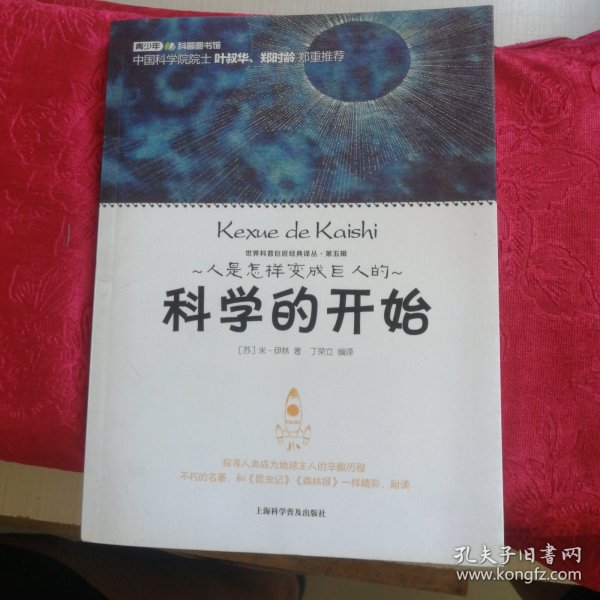 青少年 科普图书馆
中国科学院院士 叶叔华、郑时龄 郑重推荐
Kexue de Kaishi
世界科普巨匠经典译丛·第五辑
~人是怎样变成巨人的~
科学的开始
[苏] 米·伊林 著 丁荣立 编译
探寻人类成为地球主人的辛酸历程
不朽的名著，和《昆虫记》《森林报》一样精彩、耐读
上海科学普及出版社
孔夫子旧书网
www.kongfz.com